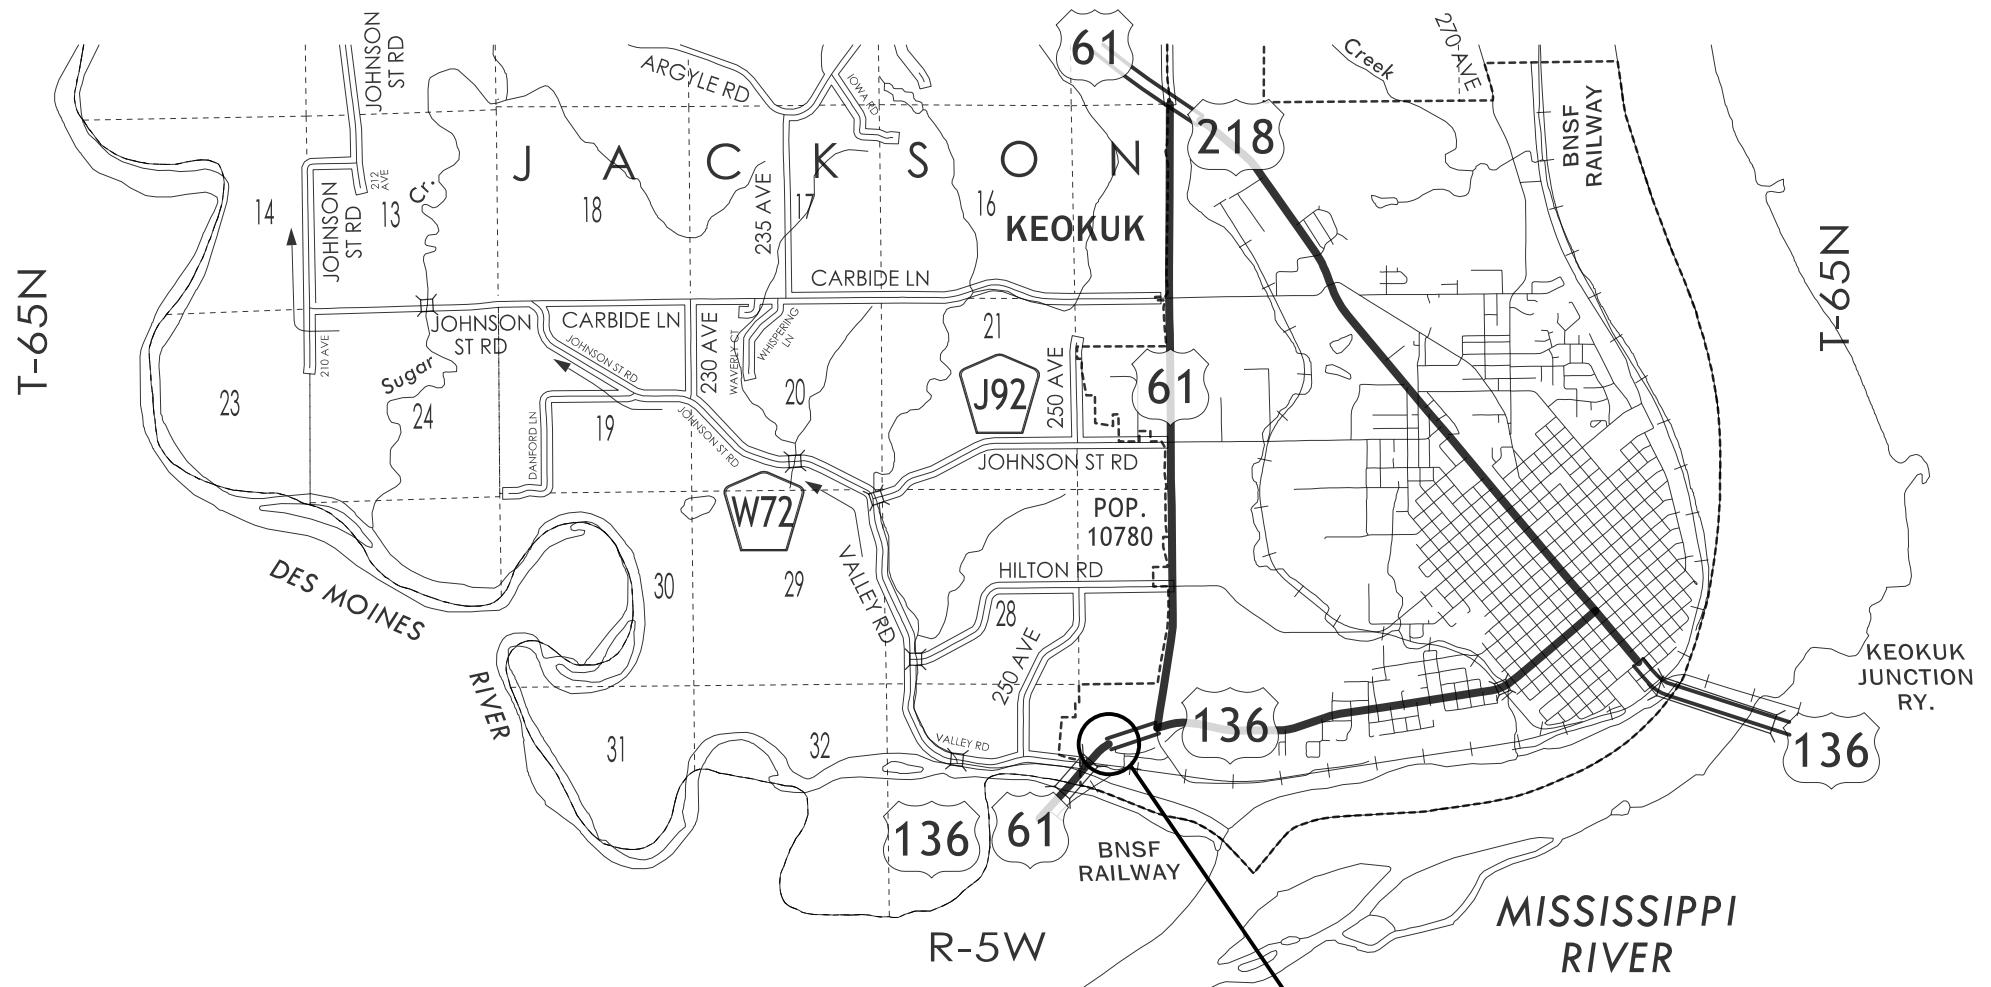 61
270 AVE
Creek
JOHNSON
ST RD
ARGYLE RD
IOWA RD
218
BNSF
RAILWAY
JACKSON
212
AVE
Cr.
14
13
18
17
16
235 AVE
JOHNSON
ST RD
KEOKUK
T-65N
T-65N
CARBIDE LN
JOHNSON
ST RD
CARBIDE LN
230 AVE
WAVERLY CT
WHISPERING
LN
21
210 AVE
JOHNSON ST RD
Sugar
J92
250 AVE
61
23
24
19
20
DANFORD LN
JOHNSON ST RD
JOHNSON ST RD
W72
POP.
10780
VALLEY RD
HILTON RD
DES MOINES
RIVER
30
29
28
250 AVE
KEOKUK
JUNCTION
RY.
31
32
VALLEY RD
136
136
136
61
BNSF
RAILWAY
MISSISSIPPI
RIVER
R-5W